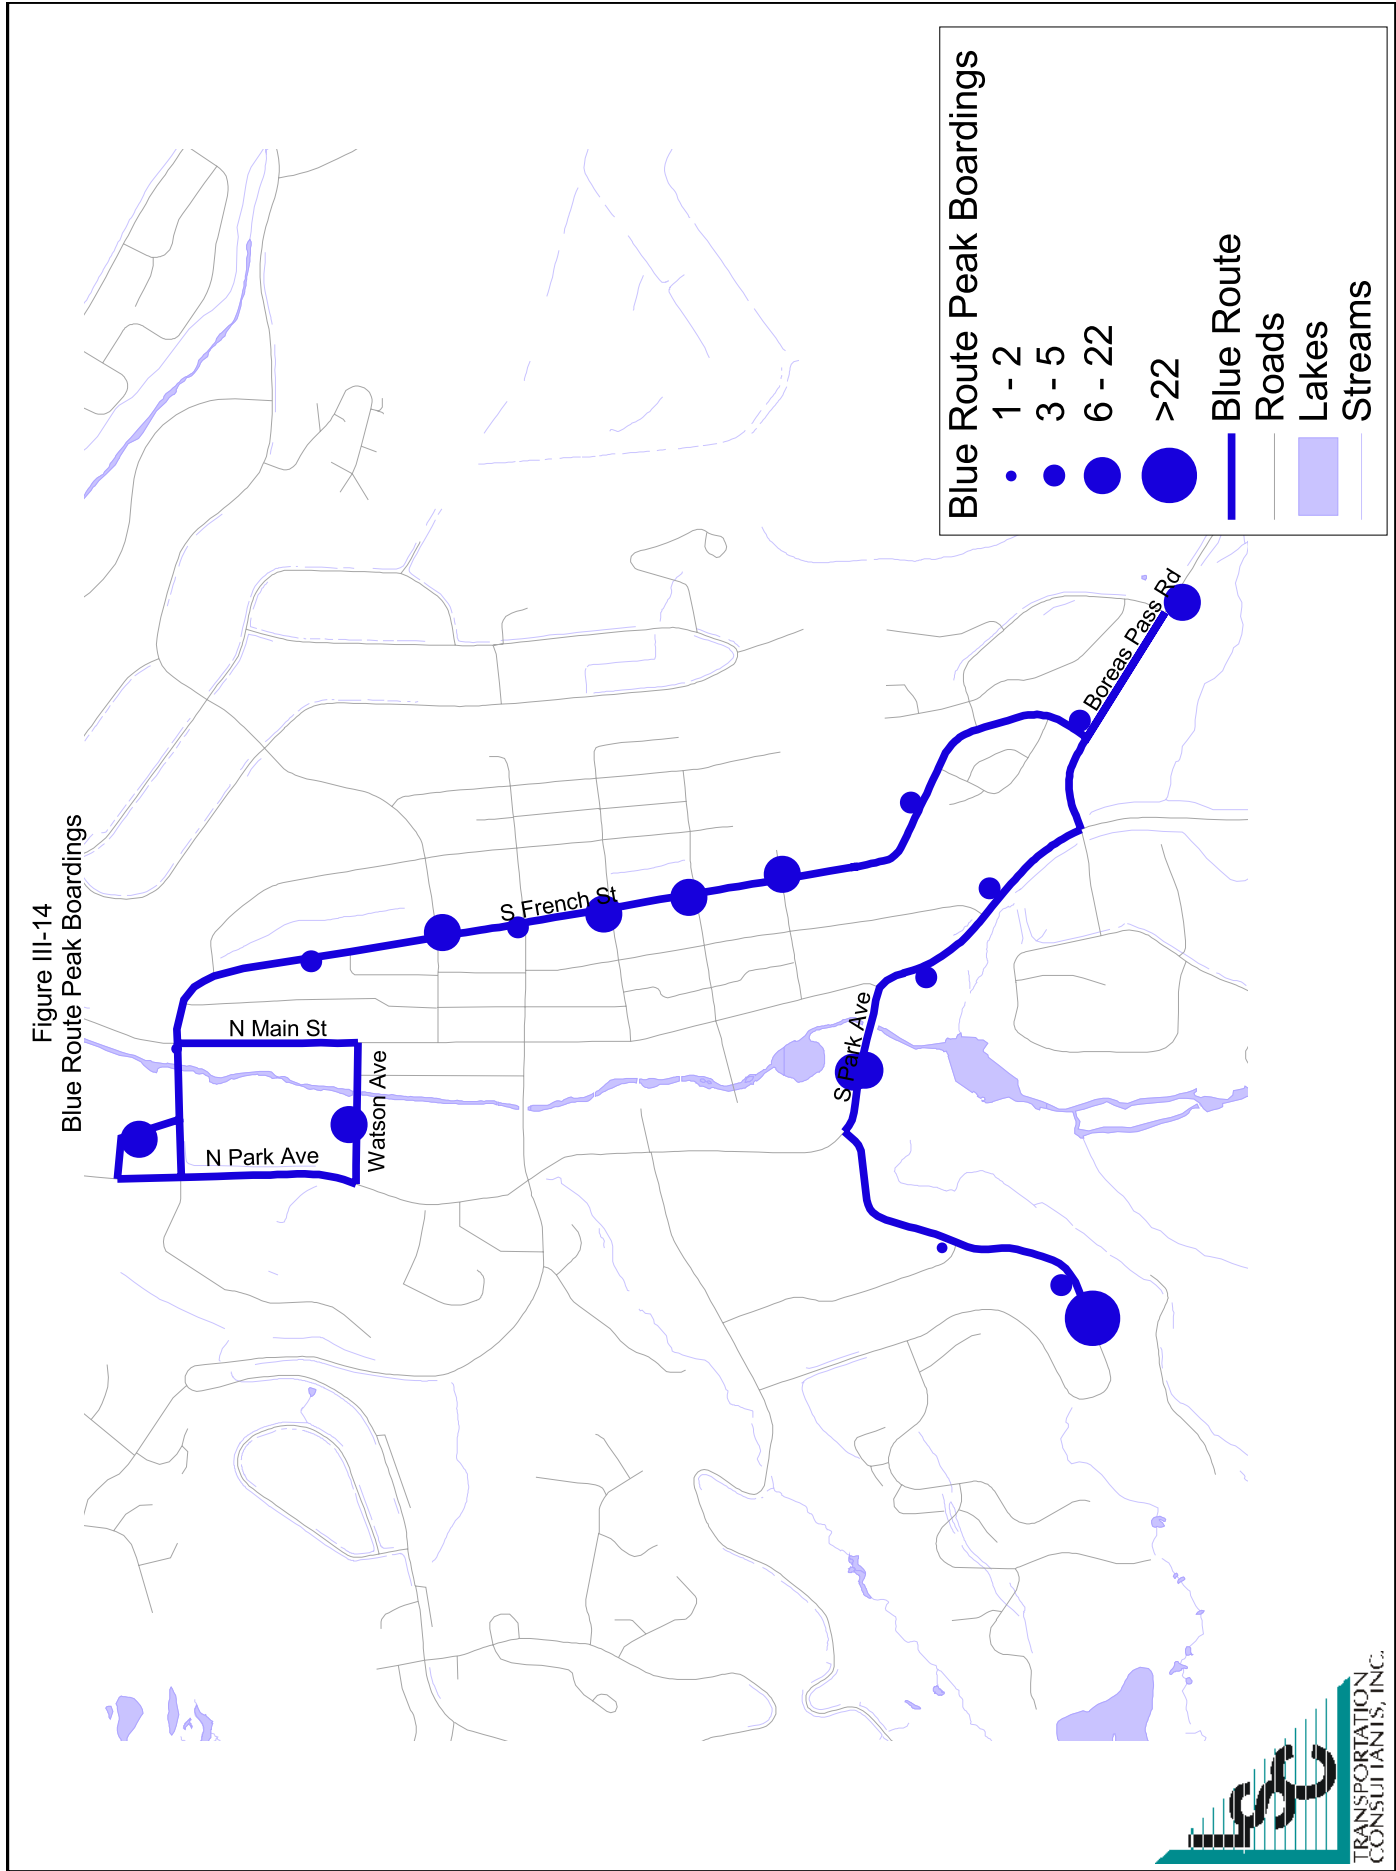 Figure III-14
Blue Route Peak Boardings
N Main St
Watson Ave
N Park Ave
S French St
S Park Ave
Boreas Pass Rd
Blue Route Peak Boardings
1 - 2
3 - 5
6 - 22
>22
Blue Route
Roads
Lakes
Streams
LSC
TRANSPORTATION
CONSULTANTS, INC.